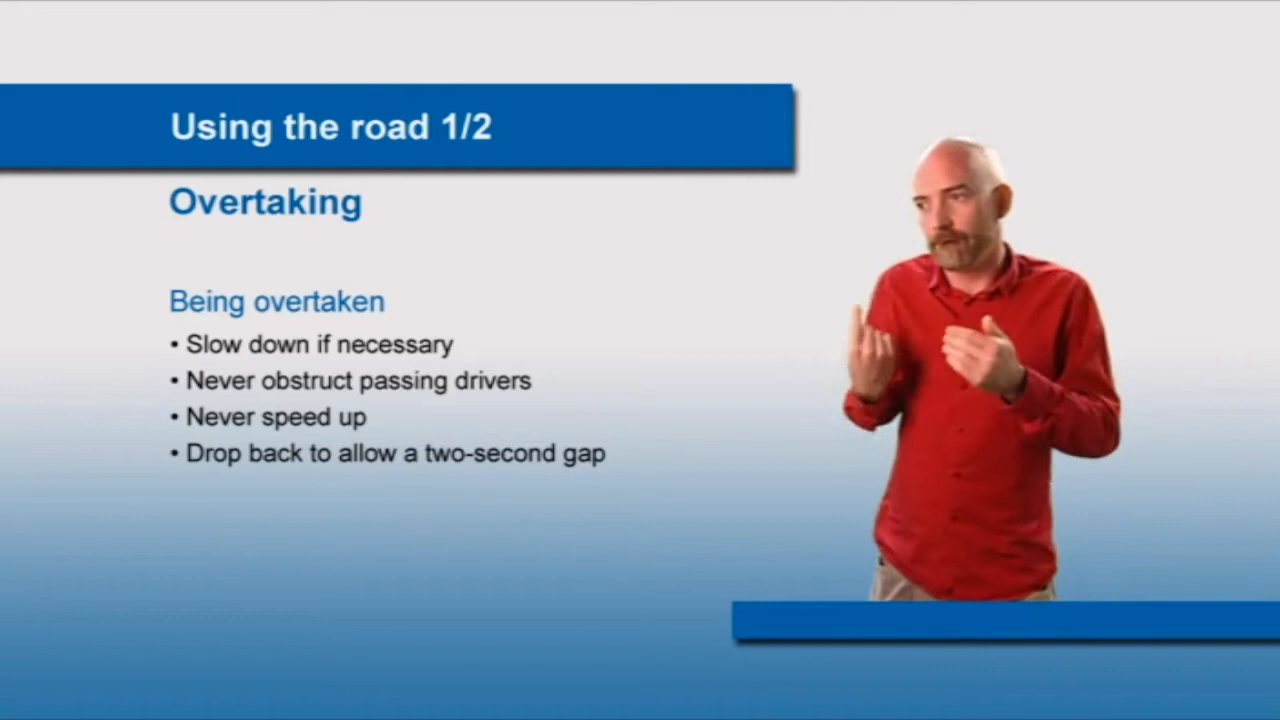 Using the road 1/2
Overtaking
Being overtaken
• Slow down if necessary
• Never obstruct passing drivers
• Never speed up
• Drop back to allow a two-second gap